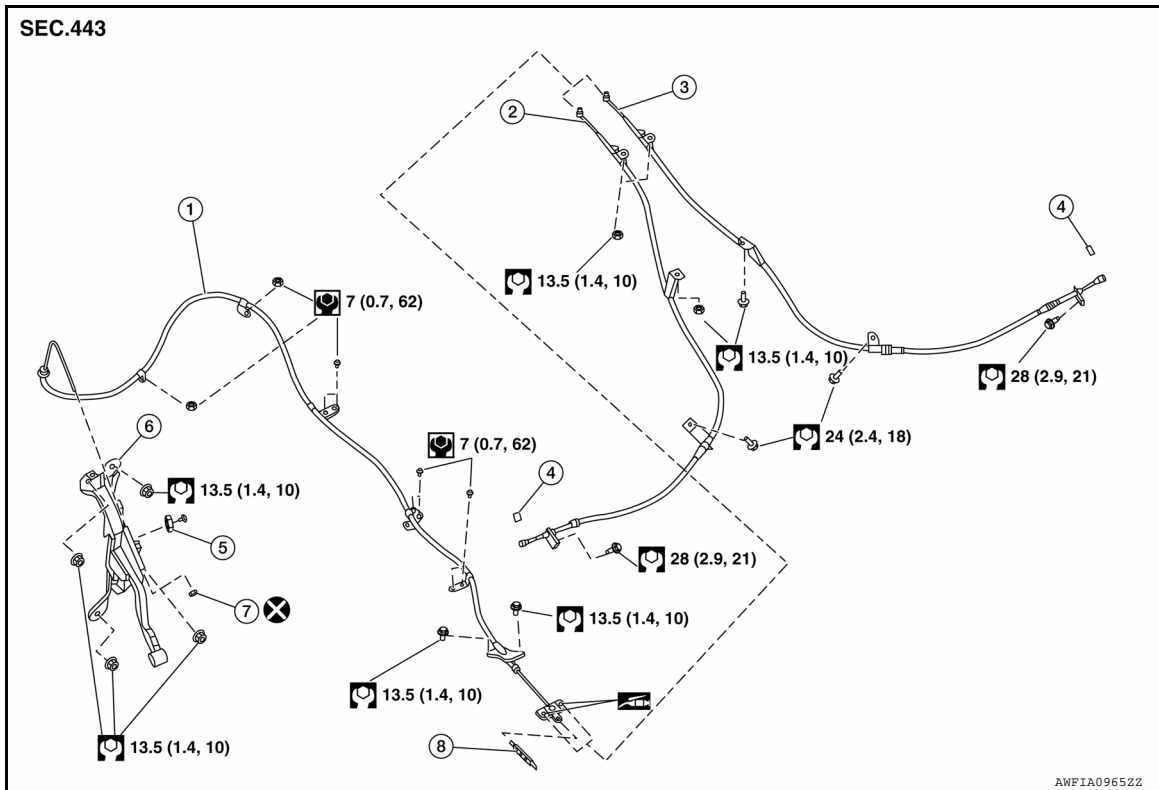 SEC.443
3
2
1
4
13.5 (1.4, 10)
7 (0.7, 62)
13.5 (1.4, 10)
28 (2.9, 21)
6
24 (2.4, 18)
7 (0.7, 62)
4
13.5 (1.4, 10)
5
28 (2.9, 21)
7
13.5 (1.4, 10)
13.5 (1.4, 10)
13.5 (1.4, 10)
8
AWFIA0965ZZ